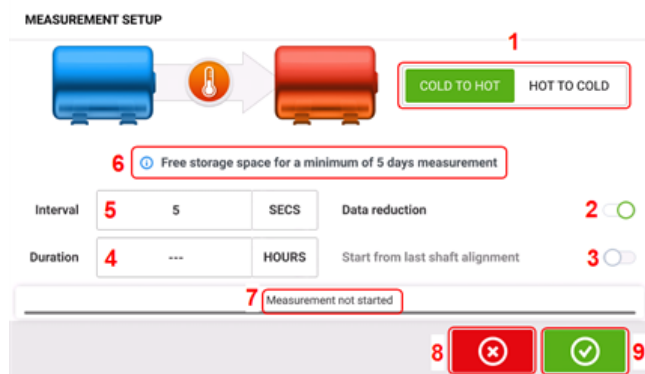 MEASUREMENT SETUP
1
COLD TO HOT HOT TO COLD
6 Free storage space for a minimum of 5 days measurement
Interval 5 5 SECS Data reduction 2
Duration 4 --- HOURS Start from last shaft alignment 3
7 Measurement not started
8 9